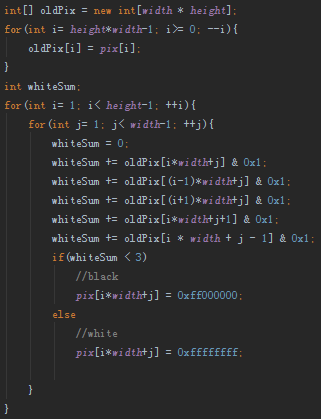 int[] oldPix = new int[width * height];
for(int i= height*width-1; i>= 0; --i){
    oldPix[i] = pix[i];
}
int whiteSum;
for(int i= 1; i< height-1; ++i){
    for(int j= 1; j< width-1; ++j){
        whiteSum = 0;
        whiteSum += oldPix[i*width+j] & 0x1;
        whiteSum += oldPix[(i-1)*width+j] & 0x1;
        whiteSum += oldPix[(i+1)*width+j] & 0x1;
        whiteSum += oldPix[i*width+j+1] & 0x1;
        whiteSum += oldPix[i * width + j - 1] & 0x1;
        if(whiteSum < 3)
            //black
            pix[i*width+j] = 0xff000000;
        else
            //white
            pix[i*width+j] = 0xffffffff;
    }
}